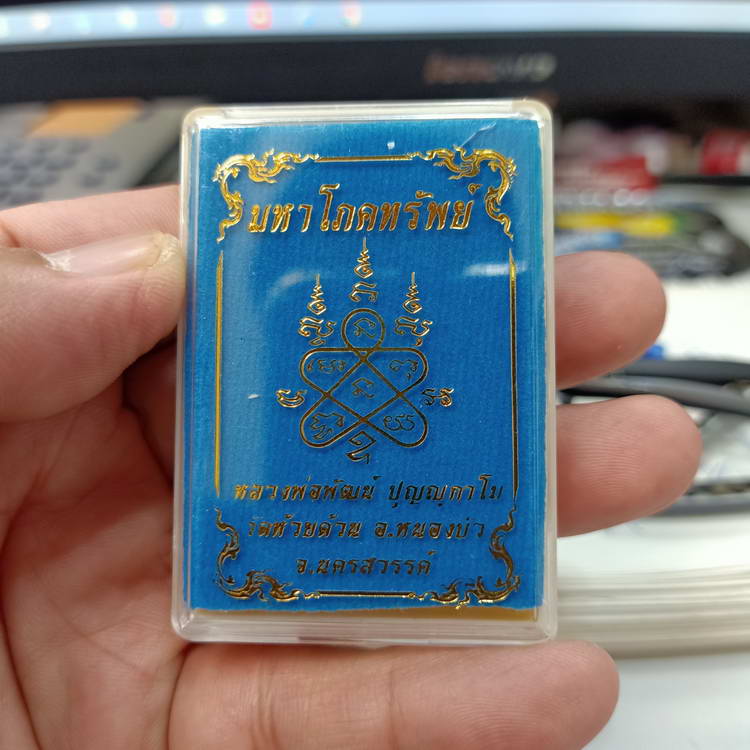 มหาโภคทรัพย์
หลวงพ่อพัฒน์ ปุญญกาโม
วัดห้วยด้วน อ.หนองบัว
จ.นครสวรรค์